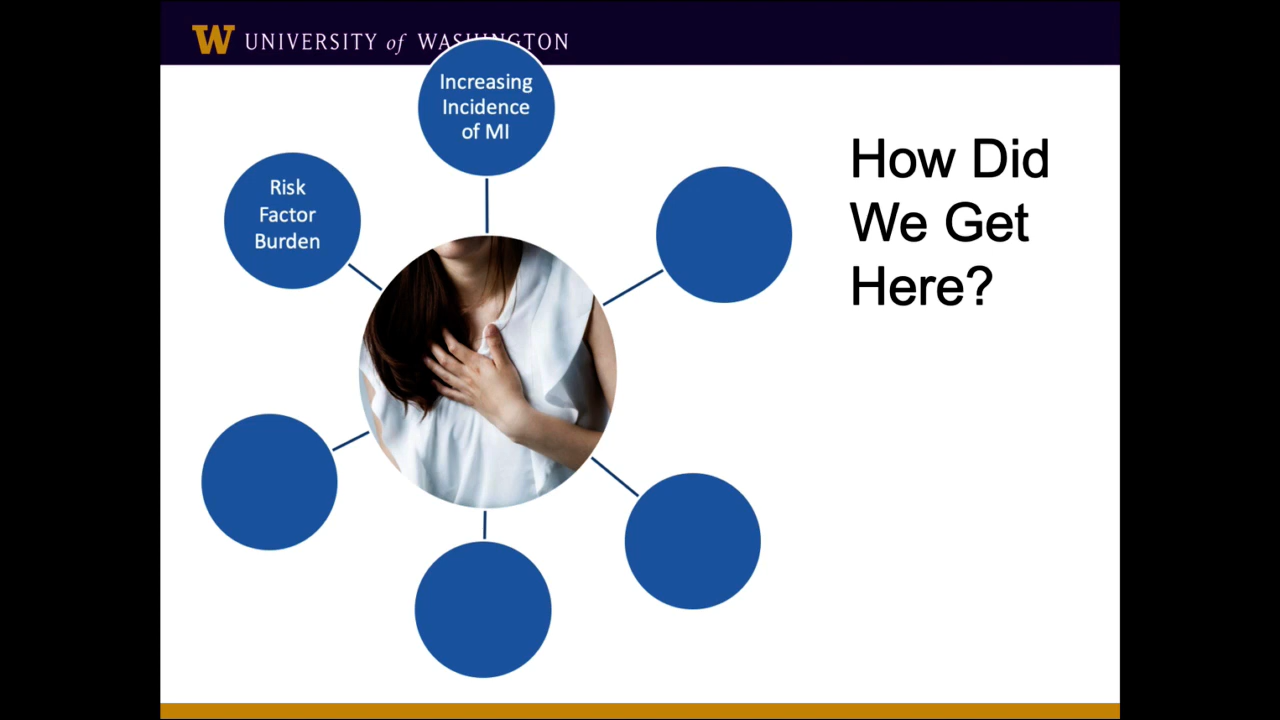 W UNIVERSITY of WASHINGTON
Increasing
Incidence
of MI
Risk
Factor
Burden
How Did
We Get
Here?